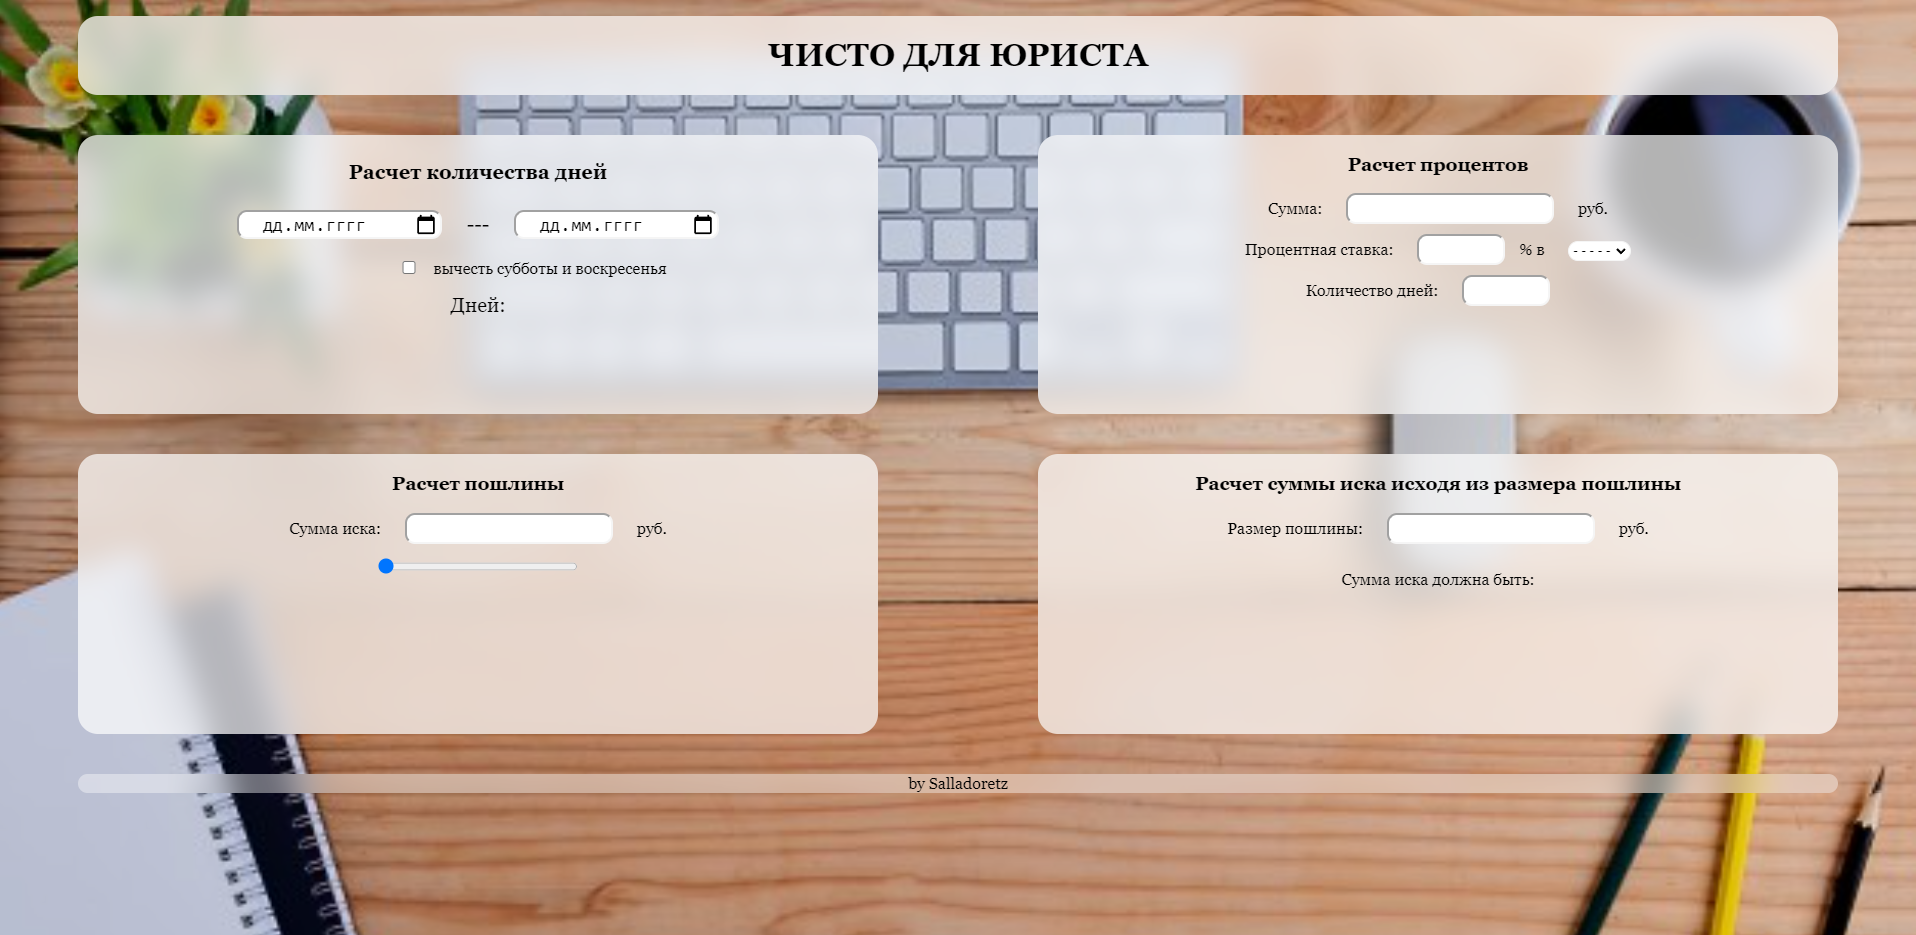 ЧИСТО ДЛЯ ЮРИСТА
Расчет количества дней
дд.мм.гггг --- дд.мм.гггг
вычесть субботы и воскресенья
Дней:
Расчет процентов
Сумма: руб.
Процентная ставка: % в -----
Количество дней:
Расчет пошлины
Сумма иска: руб.
Расчет суммы иска исходя из размера пошлины
Размер пошлины: руб.
Сумма иска должна быть:
by Salladoretz